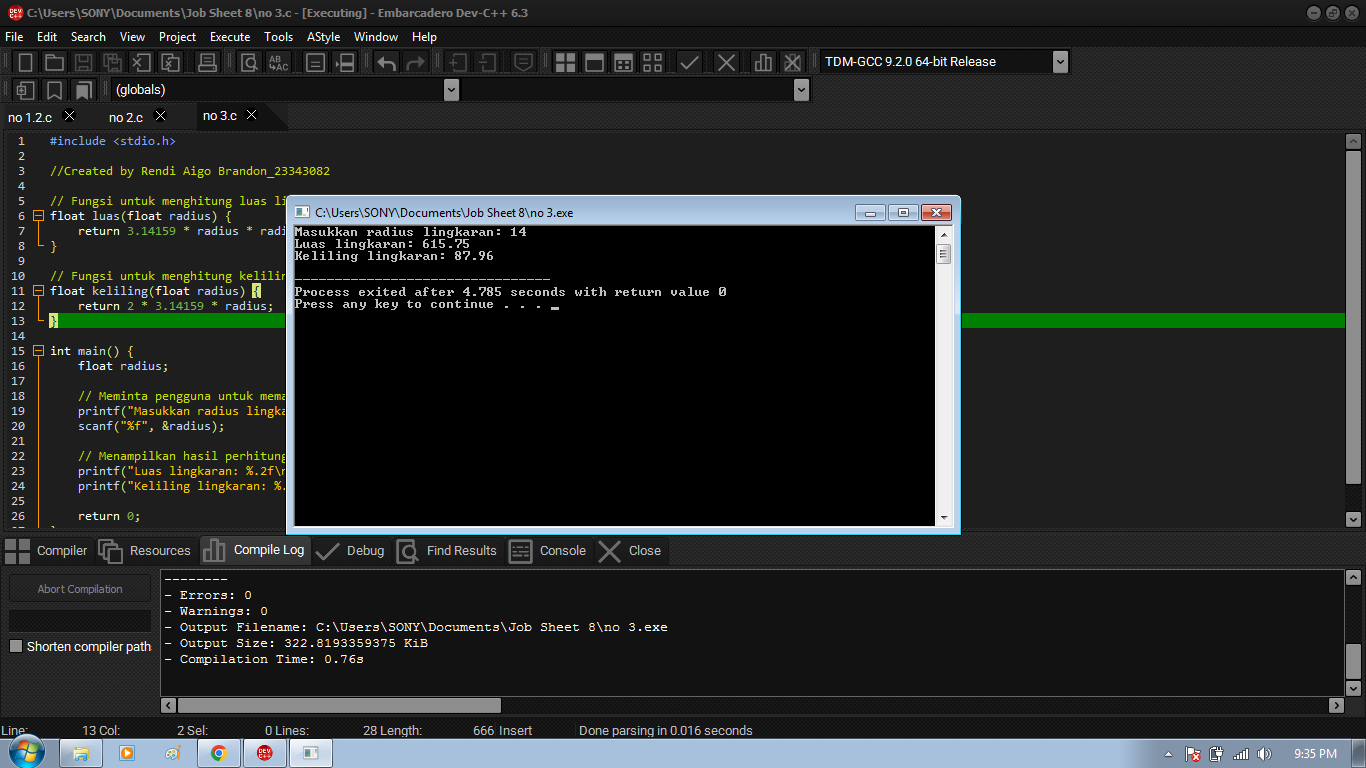 C:\Users\SONY\Documents\Job Sheet 8\no 3.c - [Executing] - Embarcadero Dev-C++ 6.3
File Edit Search View Project Execute Tools AStyle Window Help
TDM-GCC 9.2.0 64-bit Release
(globals)
no 1.2.c no 2.c no 3.c
1 #include <stdio.h>
2
3 //Created by Rendi Aigo Brandon_23343082
4
5 // Fungsi untuk menghitung luas li
6 float luas(float radius) {
7 return 3.14159 * radius * radi
8 }
9
10 // Fungsi untuk menghitung kelilin
11 float keliling(float radius) {
12 return 2 * 3.14159 * radius;
13 }
14
15 int main() {
16 float radius;
17
18 // Meminta pengguna untuk mema
19 printf("Masukkan radius lingka
20 scanf("%f", &radius);
21
22 // Menampilkan hasil perhitung
23 printf("Luas lingkaran: %.2f\n
24 printf("Keliling lingkaran: %.
25
26 return 0;
C:\Users\SONY\Documents\Job Sheet 8\no 3.exe
Masukkan radius lingkaran: 14
Luas lingkaran: 615.75
Keliling lingkaran: 87.96
--------------------------------
Process exited after 4.785 seconds with return value 0
Press any key to continue . . .
Compiler Resources Compile Log Debug Find Results Console Close
Abort Compilation
Shorten compiler path
--------
- Errors: 0
- Warnings: 0
- Output Filename: C:\Users\SONY\Documents\Job Sheet 8\no 3.exe
- Output Size: 322.8193359375 KiB
- Compilation Time: 0.76s
Line: 13 Col: 2 Sel: 0 Lines: 28 Length: 666 Insert Done parsing in 0.016 seconds
9:35 PM